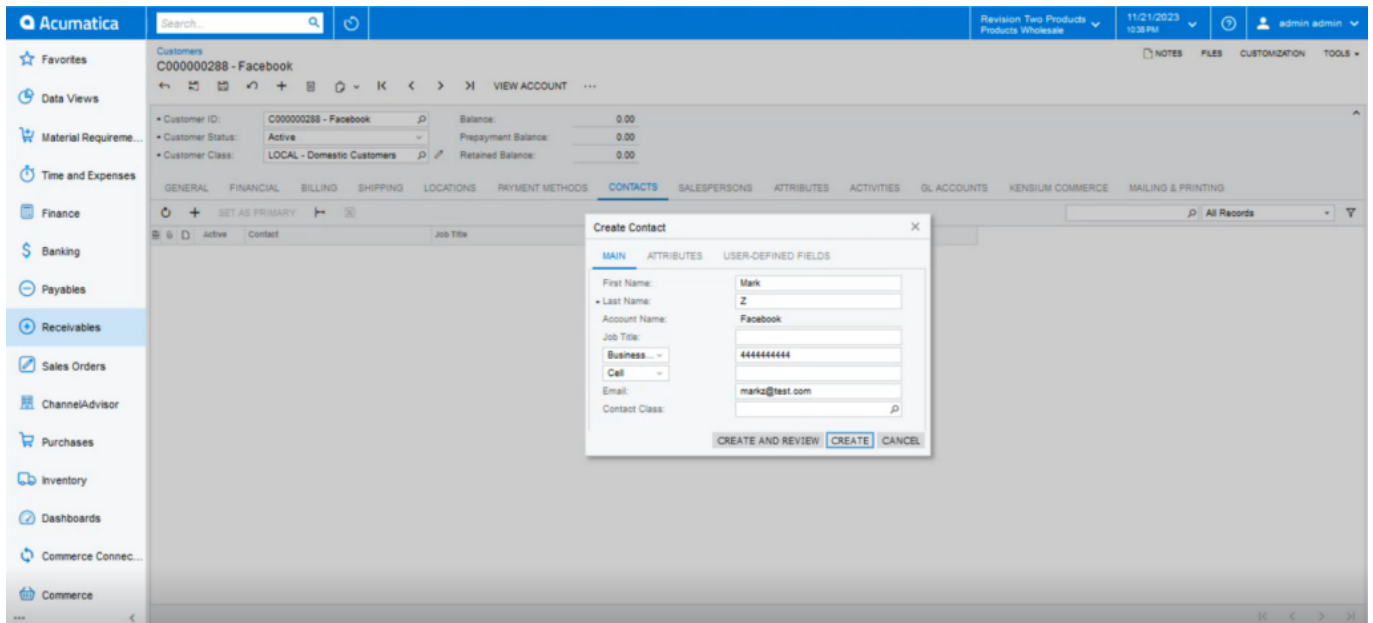 Acumatica
Search...
Revision Two Products
Products Wholesale
11/21/2023
10:38 PM
admin admin
Favorites
Data Views
Material Requireme...
Time and Expenses
Finance
Banking
Payables
Receivables
Sales Orders
ChannelAdvisor
Purchases
Inventory
Dashboards
Commerce Connec...
Commerce
Customers
C000000288 - Facebook
NOTES FILES CUSTOMIZATION TOOLS
VIEW ACCOUNT
Customer ID: C000000288 - Facebook Balance: 0.00
Customer Status: Active Prepayment Balance: 0.00
Customer Class: LOCAL - Domestic Customers Retained Balance: 0.00
GENERAL FINANCIAL BILLING SHIPPING LOCATIONS PAYMENT METHODS CONTACTS SALESPERSONS ATTRIBUTES ACTIVITIES GL ACCOUNTS KENSIUM COMMERCE MAILING & PRINTING
SET AS PRIMARY All Records
Active Contact Job Title
Create Contact
MAIN ATTRIBUTES USER-DEFINED FIELDS
First Name: Mark
Last Name: Z
Account Name: Facebook
Job Title:
Business... 4444444444
Cell
Email: markz@test.com
Contact Class:
CREATE AND REVIEW CREATE CANCEL